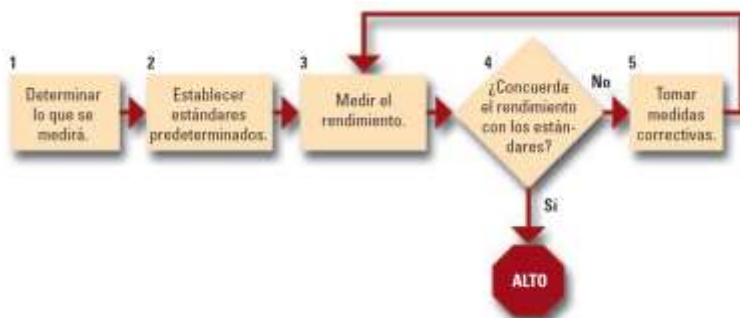 1
Determinar
lo que se
medirá.
2
Establecer
estándares
predeterminados.
3
Medir el
rendimiento.
4
¿Concuerda
el rendimiento
con los están-
dares?
No
5
Tomar
medidas
correctivas.
Sí
ALTO